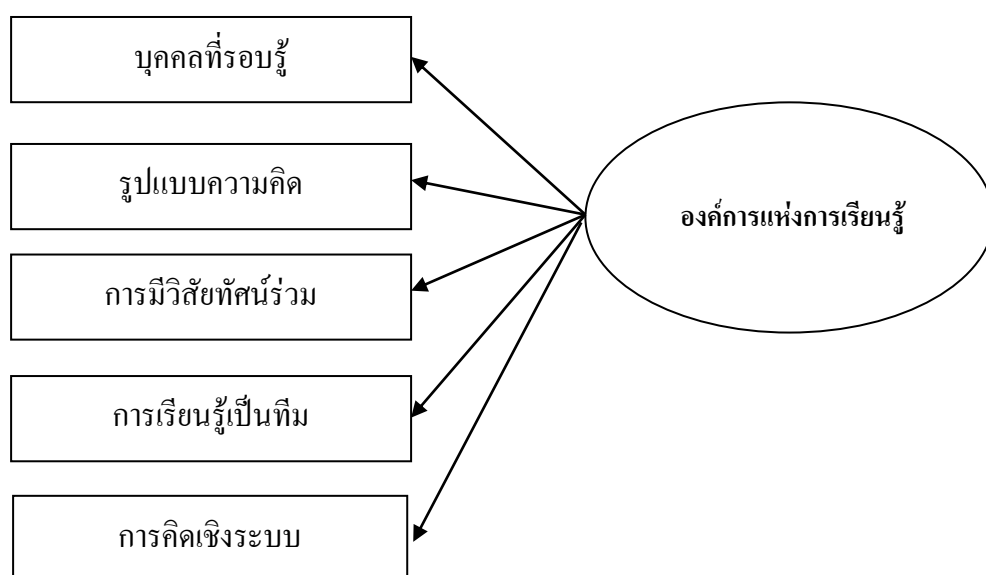 บุคคลที่รอบรู้
รูปแบบความคิด
การมีวิสัยทัศน์ร่วม
การเรียนรู้เป็นทีม
การคิดเชิงระบบ
องค์การแห่งการเรียนรู้